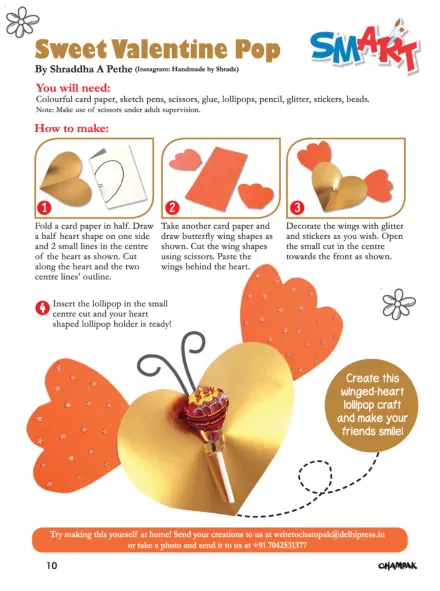 Sweet Valentine Pop
SMART
By Shraddha A Pethe (Instagram: Handmade by Shradz)
You will need:
Colourful card paper, sketch pens, scissors, glue, lollipops, pencil, glitter, stickers, beads.
Note: Make use of scissors under adult supervision.
How to make:
1
Fold a card paper in half. Draw
a half heart shape on one side
and 2 small lines in the centre
of the heart as shown. Cut
along the heart and the two
centre lines' outline.
2
Take another card paper and
draw butterfly wing shapes as
shown. Cut the wing shapes
using scissors. Paste the
wings behind the heart.
3
Decorate the wings with glitter
and stickers as you wish. Open
the small cut in the centre
towards the front as shown.
4
Insert the lollipop in the small
centre cut and your heart
shaped lollipop holder is ready!
Create this
winged-heart
lollipop craft
and make your
friends smile!
Try making this yourself at home! Send your creations to us at writetochampak@delhipress.in
or take a photo and send it to us at +91 7042531377
10
CHAMPAK